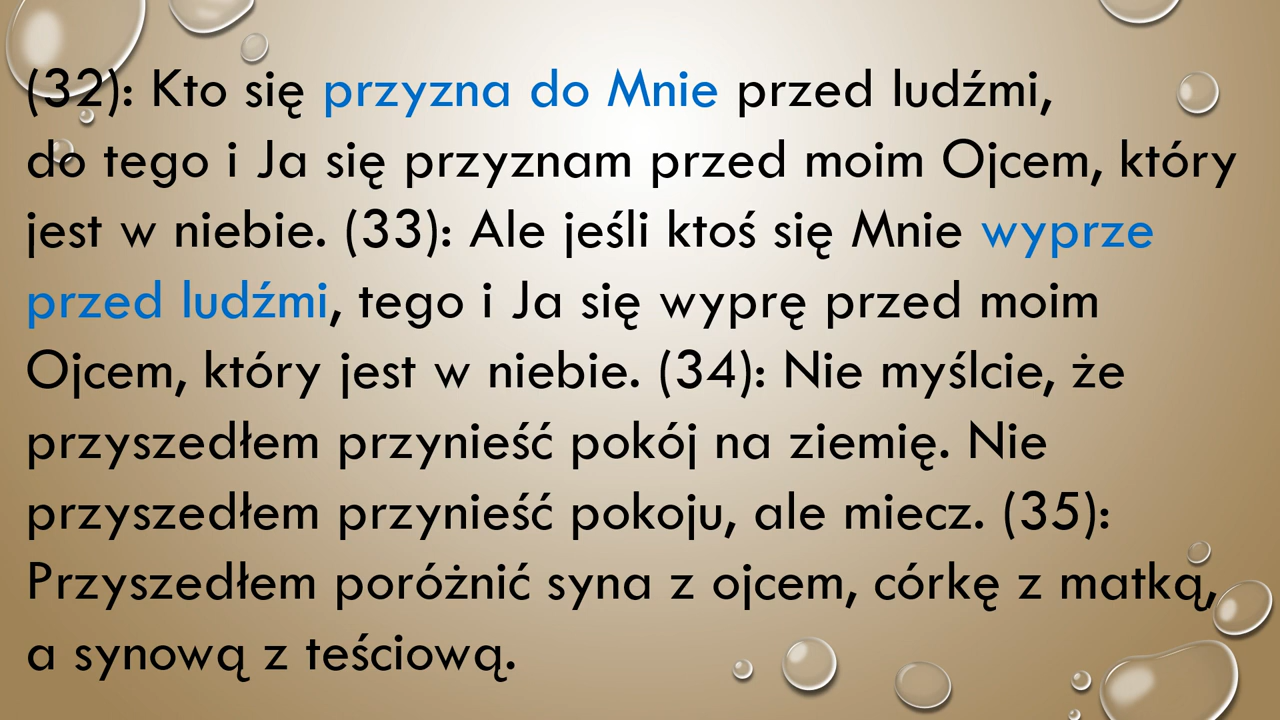 (32): Kto się przyzna do Mnie przed ludźmi,
do tego i Ja się przyznam przed moim Ojcem, który
jest w niebie. (33): Ale jeśli ktoś się Mnie wyprze
przed ludźmi, tego i Ja się wyprę przed moim
Ojcem, który jest w niebie. (34): Nie myślcie, że
przyszedłem przynieść pokój na ziemię. Nie
przyszedłem przynieść pokoju, ale miecz. (35):
Przyszedłem poróżnić syna z ojcem, córkę z matką,
a synową z teściową.